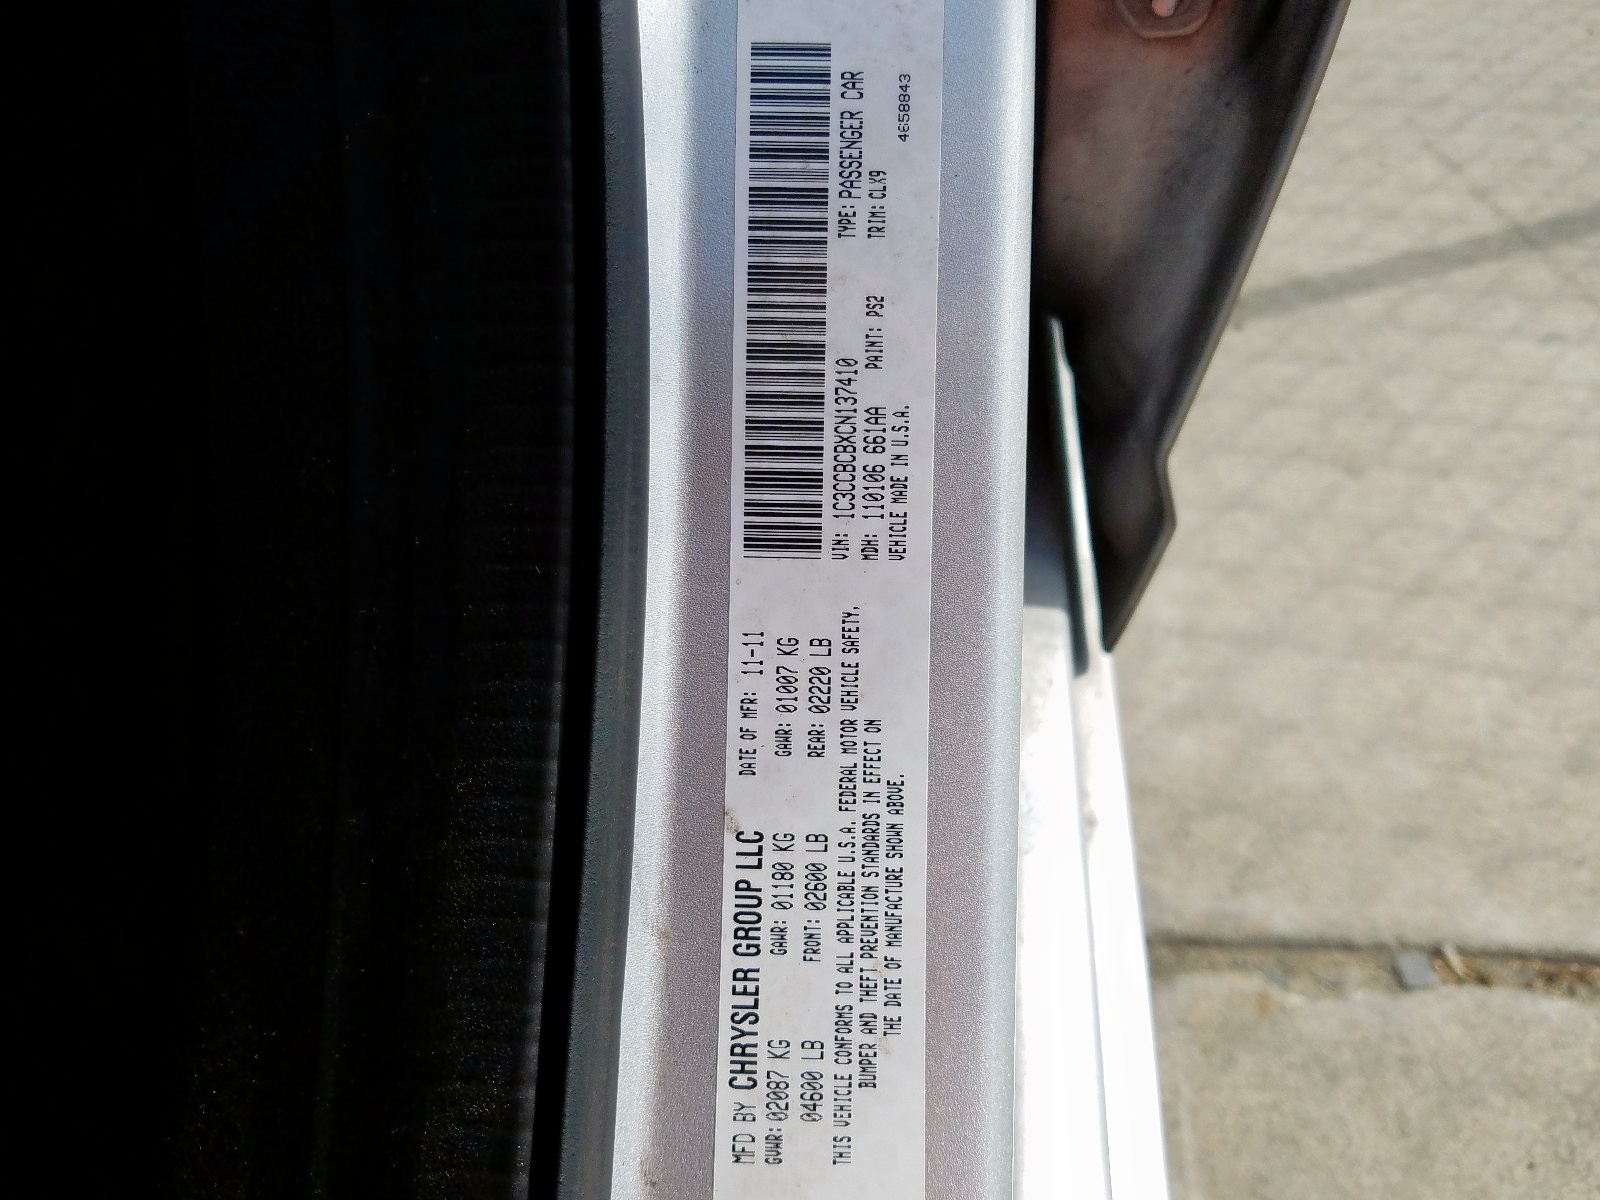 MFD BY CHRYSLER GROUP LLC DATE OF MFR: 11-11
GVWR: 02087 KG GAWR: 01180 KG GAWR: 01007 KG
04600 LB FRONT: 02600 LB REAR: 02220 LB
THIS VEHICLE CONFORMS TO ALL APPLICABLE U.S.A. FEDERAL MOTOR VEHICLE SAFETY,
BUMPER AND THEFT PREVENTION STANDARDS IN EFFECT ON
THE DATE OF MANUFACTURE SHOWN ABOVE.
VIN: 1C3CCBCBXCN137410 TYPE: PASSENGER CAR
MDH: 110106 661AA PAINT: PS2 TRIM: CLX9
VEHICLE MADE IN U.S.A. 4658843